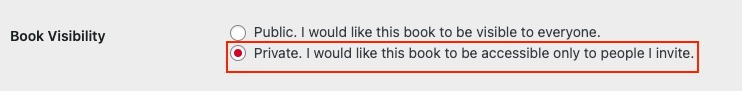 Book Visibility
Public. I would like this book to be visible to everyone.
Private. I would like this book to be accessible only to people I invite.